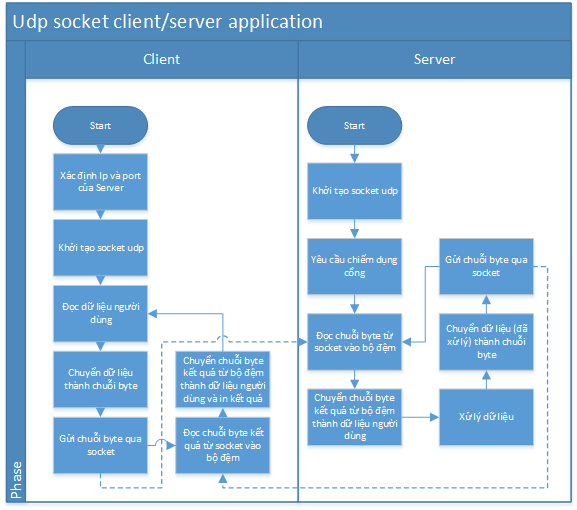 Udp socket client/server application
Client
Server
Phase
Start
Xác định Ip và port
của Server
Khởi tạo socket udp
Đọc dữ liệu người
dùng
Chuyển dữ liệu
thành chuỗi byte
Gửi chuỗi byte qua
socket
Chuyển chuỗi byte
kết quả từ bộ đệm
thành dữ liệu người
dùng và in kết quả
Đọc chuỗi byte kết
quả từ socket vào
bộ đệm
Start
Khởi tạo socket udp
Yêu cầu chiếm dụng
cổng
Đọc chuỗi byte từ
socket vào bộ đệm
Chuyển chuỗi byte
kết quả từ bộ đệm
thành dữ liệu người
dùng
Gửi chuỗi byte qua
socket
Chuyển dữ liệu (đã
xử lý) thành chuỗi
byte
Xử lý dữ liệu